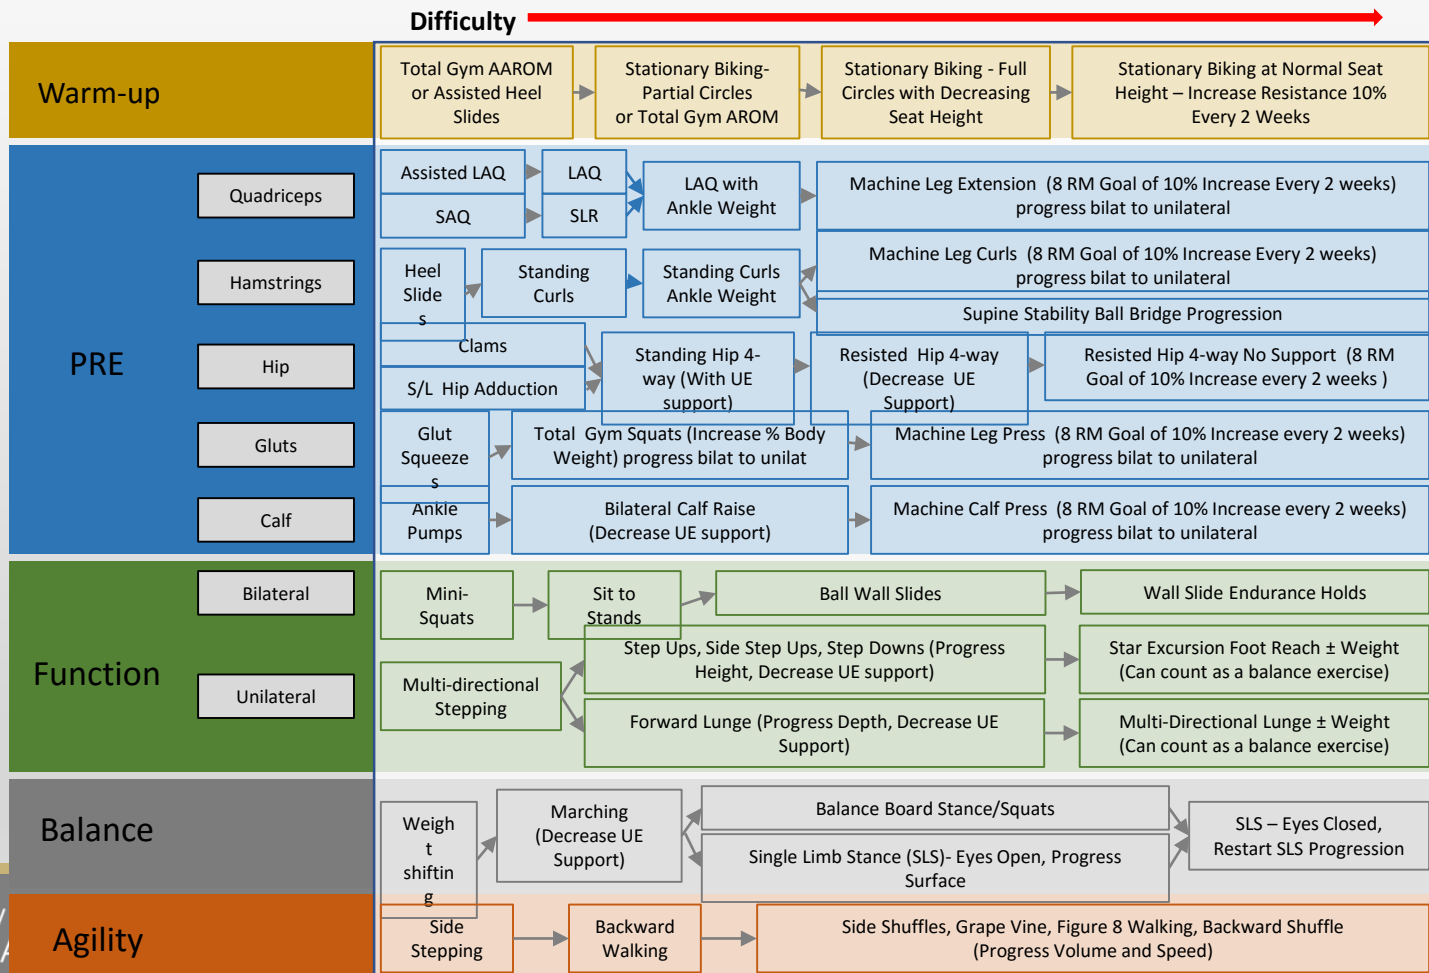 Difficulty
Warm-up
Total Gym AAROM
or Assisted Heel
Slides
Stationary Biking-
Partial Circles
or Total Gym AROM
Stationary Biking - Full
Circles with Decreasing
Seat Height
Stationary Biking at Normal Seat
Height – Increase Resistance 10%
Every 2 Weeks
PRE
Quadriceps
Assisted LAQ
LAQ
SAQ
SLR
LAQ with
Ankle Weight
Machine Leg Extension (8 RM Goal of 10% Increase Every 2 weeks)
progress bilat to unilateral
Hamstrings
Heel
Slide
s
Standing
Curls
Standing Curls
Ankle Weight
Machine Leg Curls (8 RM Goal of 10% Increase Every 2 weeks)
progress bilat to unilateral
Supine Stability Ball Bridge Progression
Hip
Clams
S/L Hip Adduction
Standing Hip 4-
way (With UE
support)
Resisted Hip 4-way
(Decrease UE
Support)
Resisted Hip 4-way No Support (8 RM
Goal of 10% Increase every 2 weeks )
Gluts
Glut
Squeeze
s
Total Gym Squats (Increase % Body
Weight) progress bilat to unilat
Machine Leg Press (8 RM Goal of 10% Increase every 2 weeks)
progress bilat to unilateral
Calf
Ankle
Pumps
Bilateral Calf Raise
(Decrease UE support)
Machine Calf Press (8 RM Goal of 10% Increase every 2 weeks)
progress bilat to unilateral
Function
Bilateral
Mini-
Squats
Sit to
Stands
Ball Wall Slides
Wall Slide Endurance Holds
Unilateral
Multi-directional
Stepping
Step Ups, Side Step Ups, Step Downs (Progress
Height, Decrease UE support)
Star Excursion Foot Reach ± Weight
(Can count as a balance exercise)
Forward Lunge (Progress Depth, Decrease UE
Support)
Multi-Directional Lunge ± Weight
(Can count as a balance exercise)
Balance
Weigh
t
shiftin
g
Marching
(Decrease UE
Support)
Balance Board Stance/Squats
Single Limb Stance (SLS)- Eyes Open, Progress
Surface
SLS – Eyes Closed,
Restart SLS Progression
Agility
Side
Stepping
Backward
Walking
Side Shuffles, Grape Vine, Figure 8 Walking, Backward Shuffle
(Progress Volume and Speed)